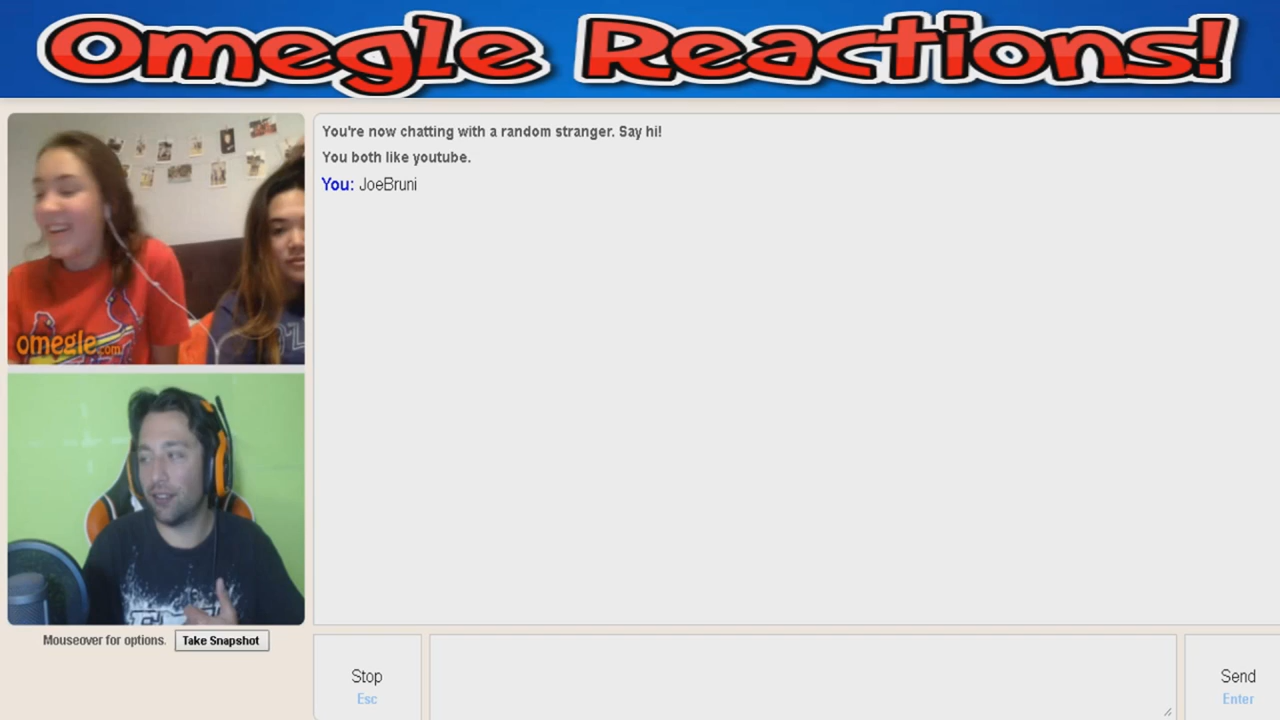 Omegle Reactions!
You're now chatting with a random stranger. Say hi!
You both like youtube.
You: JoeBruni
omegle.com
Mouseover for options. Take Snapshot
Stop
Esc
Send
Enter